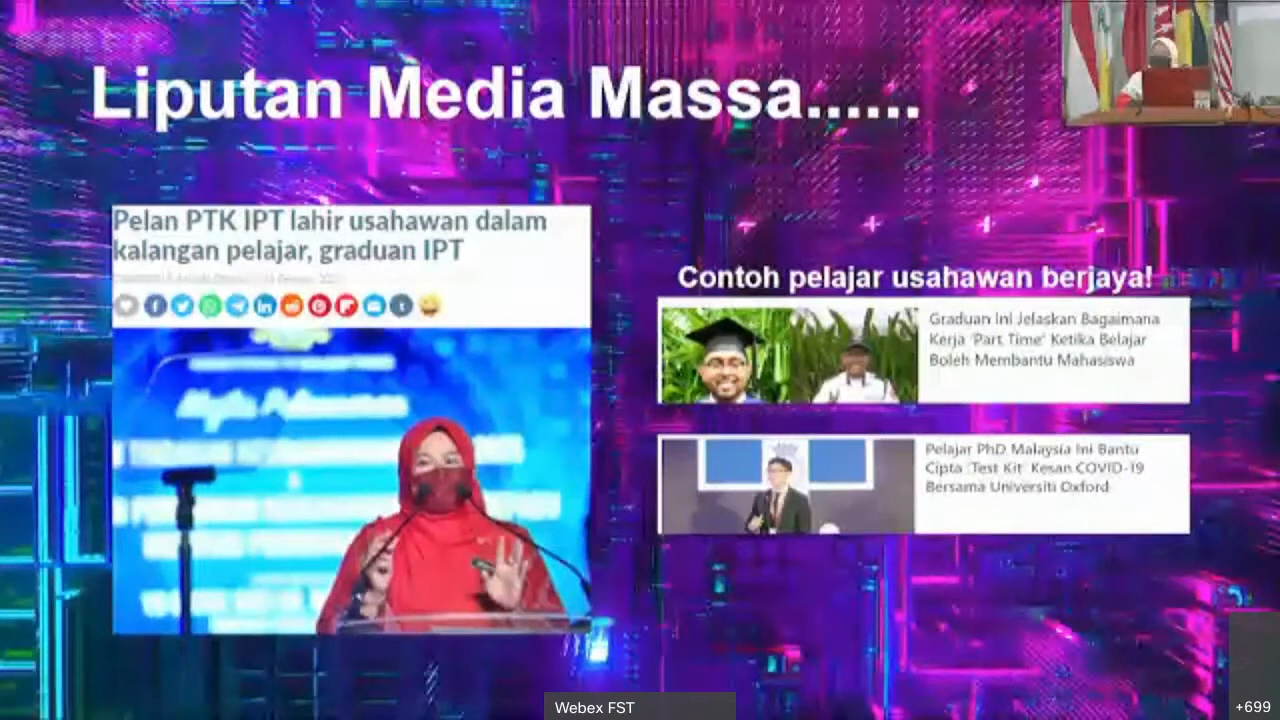 Liputan Media Massa......
Pelan PTK IPT lahir usahawan dalam
kalangan pelajar, graduan IPT
Contoh pelajar usahawan berjaya!
Graduan Ini Jelaskan Bagaimana
Kerja 'Part Time' Ketika Belajar
Boleh Membantu Mahasiswa
Pelajar PhD Malaysia Ini Bantu
Cipta 'Test Kit' Kesan COVID-19
Bersama Universiti Oxford
Webex FST
+699